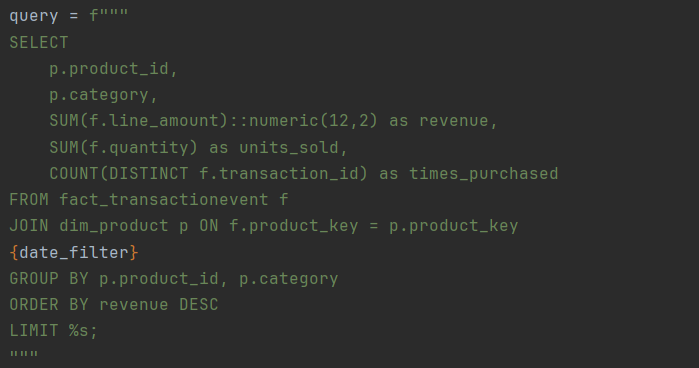 query = f"""
SELECT
    p.product_id,
    p.category,
    SUM(f.line_amount)::numeric(12,2) as revenue,
    SUM(f.quantity) as units_sold,
    COUNT(DISTINCT f.transaction_id) as times_purchased
FROM fact_transactionevent f
JOIN dim_product p ON f.product_key = p.product_key
{date_filter}
GROUP BY p.product_id, p.category
ORDER BY revenue DESC
LIMIT %s;
"""